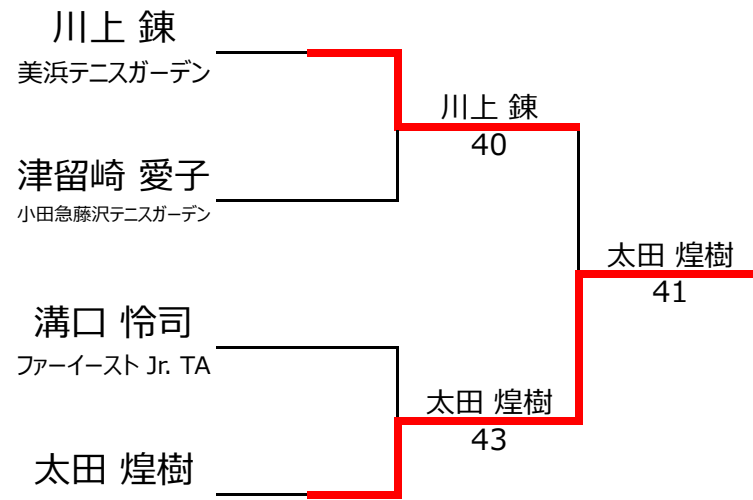 川上 錬
美浜テニスガーデン
川上 錬
40
津留崎 愛子
小田急藤沢テニスガーデン
太田 煌樹
41
溝口 怜司
ファーイースト Jr. TA
太田 煌樹
43
太田 煌樹